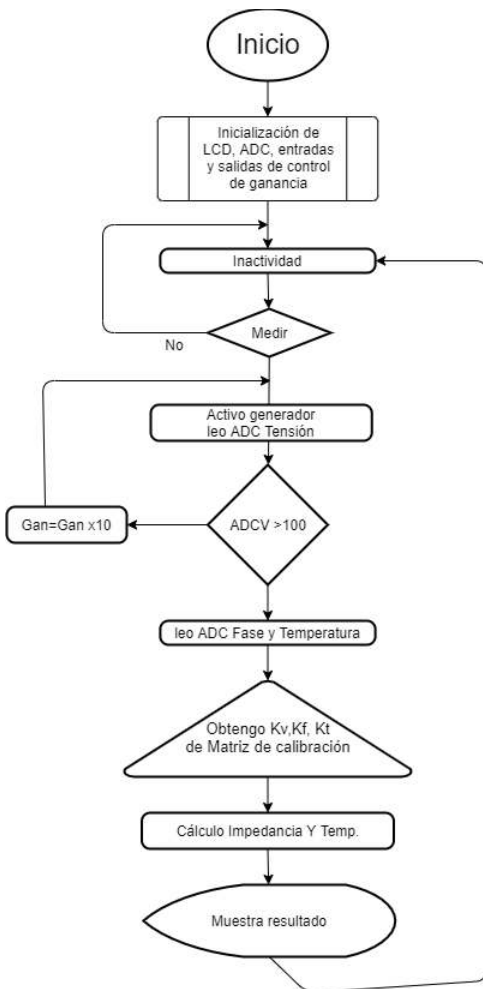 Inicio
Inicialización de
LCD, ADC, entradas
y salidas de control
de ganancia
Inactividad
Medir
No
Activo generador
leo ADC Tensión
ADCV >100
Gan=Gan x10
leo ADC Fase y Temperatura
Obtengo Kv,Kf, Kt
de Matriz de calibración
Cálculo Impedancia Y Temp.
Muestra resultado